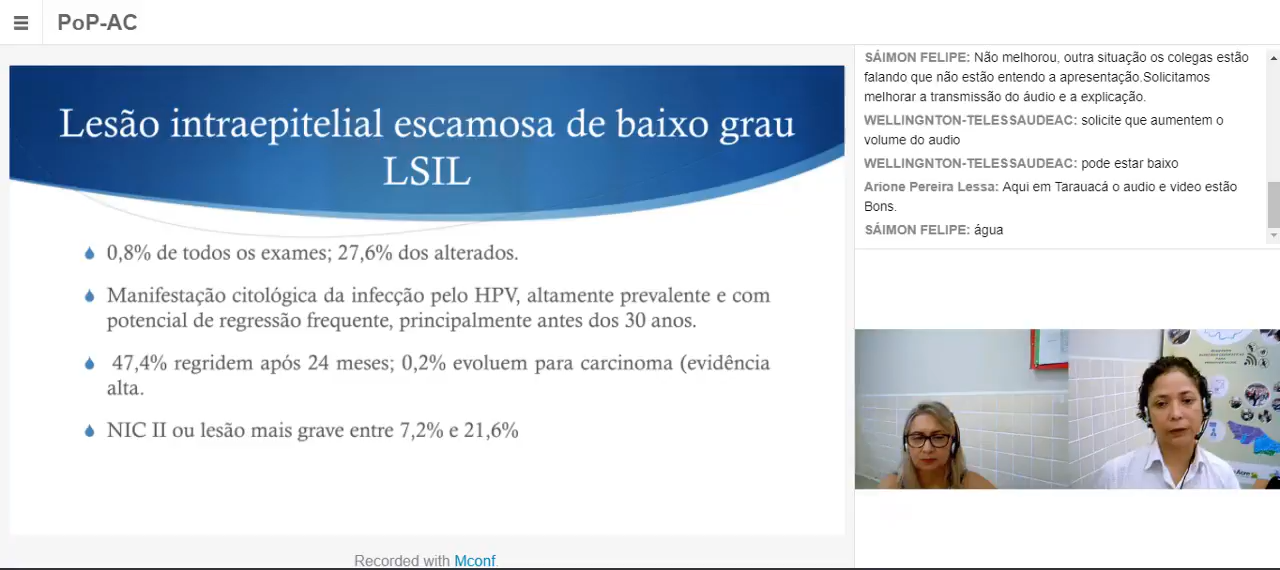 PoP-AC
Lesão intraepitelial escamosa de baixo grau
LSIL
0,8% de todos os exames; 27,6% dos alterados.
Manifestação citológica da infecção pelo HPV, altamente prevalente e com
potencial de regressão frequente, principalmente antes dos 30 anos.
47,4% regridem após 24 meses; 0,2% evoluem para carcinoma (evidência
alta.
NIC II ou lesão mais grave entre 7,2% e 21,6%
Recorded with Mconf.
SÁIMON FELIPE: Não melhorou, outra situação os colegas estão
falando que não estão entendo a apresentação.Solicitamos
melhorar a transmissão do áudio e a explicação.
WELLINGNTON-TELESSAUDEAC: solicite que aumentem o
volume do audio
WELLINGNTON-TELESSAUDEAC: pode estar baixo
Arione Pereira Lessa: Aqui em Tarauacá o audio e video estão
Bons.
SÁIMON FELIPE: água